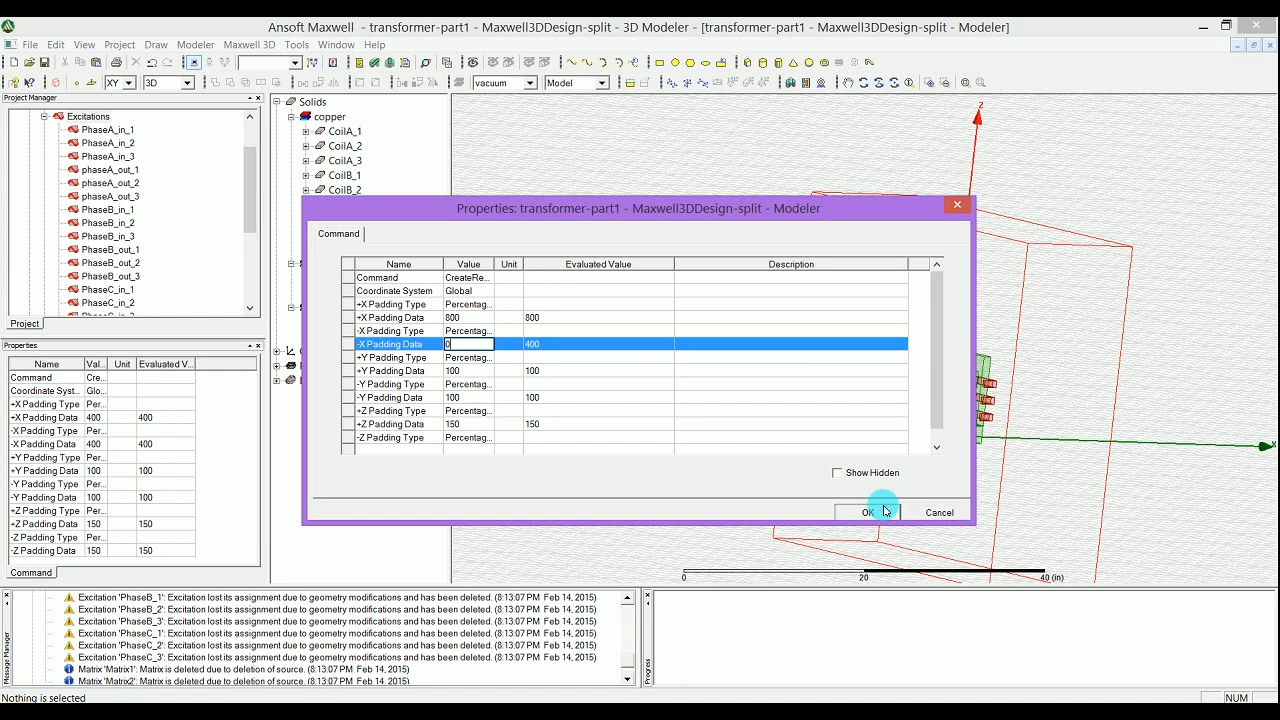 Ansoft Maxwell - transformer-part1 - Maxwell3DDesign-split - 3D Modeler - [transformer-part1 - Maxwell3DDesign-split - Modeler]
File Edit View Project Draw Modeler Maxwell 3D Tools Window Help
XY 3D vacuum Model
Project Manager
Excitations
PhaseA_in_1
PhaseA_in_2
PhaseA_in_3
phaseA_out_1
phaseA_out_2
phaseA_out_3
PhaseB_in_1
PhaseB_in_2
PhaseB_in_3
PhaseB_out_1
PhaseB_out_2
PhaseB_out_3
PhaseC_in_1
PhaseC_in_2
Project
Solids
copper
CoilA_1
CoilA_2
CoilA_3
CoilB_1
CoilB_2
Properties
Name Val... Unit Evaluated V...
Command Cre...
Coordinate Syst... Glo...
+X Padding Type Per...
+X Padding Data 400 400
-X Padding Type Per...
-X Padding Data 400 400
+Y Padding Type Per...
+Y Padding Data 100 100
-Y Padding Type Per...
-Y Padding Data 100 100
+Z Padding Type Per...
+Z Padding Data 150 150
-Z Padding Type Per...
-Z Padding Data 150 150
Command
Properties: transformer-part1 - Maxwell3DDesign-split - Modeler
Command
Name Value Unit Evaluated Value Description
Command CreateRe...
Coordinate System Global
+X Padding Type Percentag...
+X Padding Data 800 800
-X Padding Type Percentag...
-X Padding Data 0 400
+Y Padding Type Percentag...
+Y Padding Data 100 100
-Y Padding Type Percentag...
-Y Padding Data 100 100
+Z Padding Type Percentag...
+Z Padding Data 150 150
-Z Padding Type Percentag...
Show Hidden
OK Cancel
Z
0 20 40 (in)
Message Manager
Excitation 'PhaseB_1': Excitation lost its assignment due to geometry modifications and has been deleted. (8:13:07 PM Feb 14, 2015)
Excitation 'PhaseB_2': Excitation lost its assignment due to geometry modifications and has been deleted. (8:13:07 PM Feb 14, 2015)
Excitation 'PhaseB_3': Excitation lost its assignment due to geometry modifications and has been deleted. (8:13:07 PM Feb 14, 2015)
Excitation 'PhaseC_1': Excitation lost its assignment due to geometry modifications and has been deleted. (8:13:07 PM Feb 14, 2015)
Excitation 'PhaseC_2': Excitation lost its assignment due to geometry modifications and has been deleted. (8:13:07 PM Feb 14, 2015)
Excitation 'PhaseC_3': Excitation lost its assignment due to geometry modifications and has been deleted. (8:13:07 PM Feb 14, 2015)
Matrix 'Matrix1': Matrix is deleted due to deletion of source. (8:13:07 PM Feb 14, 2015)
Matrix 'Matrix2': Matrix is deleted due to deletion of source. (8:13:07 PM Feb 14, 2015)
Progress
Nothing is selected
NUM